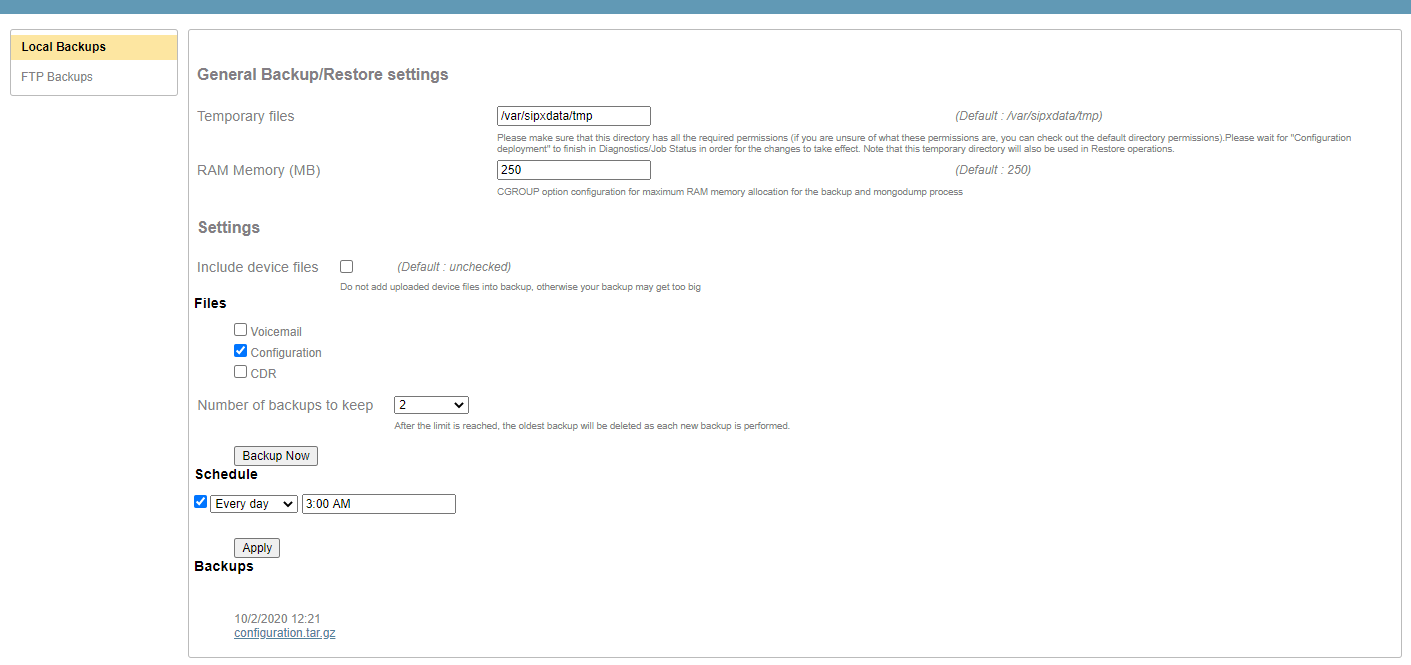 Local Backups
FTP Backups
General Backup/Restore settings
Temporary files
/var/sipxdata/tmp
(Default : /var/sipxdata/tmp)
Please make sure that this directory has all the required permissions (if you are unsure of what these permissions are, you can check out the default directory permissions).Please wait for "Configuration
deployment" to finish in Diagnostics/Job Status in order for the changes to take effect. Note that this temporary directory will also be used in Restore operations.
RAM Memory (MB)
250
(Default : 250)
CGROUP option configuration for maximum RAM memory allocation for the backup and mongodump process
Settings
Include device files
(Default : unchecked)
Do not add uploaded device files into backup, otherwise your backup may get too big
Files
Voicemail
Configuration
CDR
Number of backups to keep
2
After the limit is reached, the oldest backup will be deleted as each new backup is performed.
Backup Now
Schedule
Every day
3:00 AM
Apply
Backups
10/2/2020 12:21
configuration.tar.gz